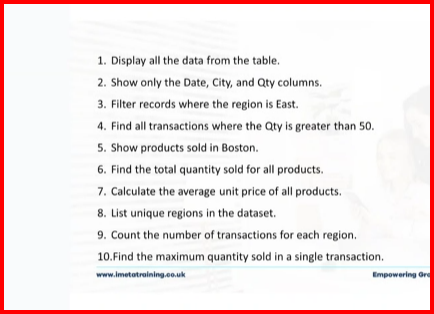 1. Display all the data from the table.
2. Show only the Date, City, and Qty columns.
3. Filter records where the region is East.
4. Find all transactions where the Qty is greater than 50.
5. Show products sold in Boston.
6. Find the total quantity sold for all products.
7. Calculate the average unit price of all products.
8. List unique regions in the dataset.
9. Count the number of transactions for each region.
10.Find the maximum quantity sold in a single transaction.
www.imetatraining.co.uk Empowering